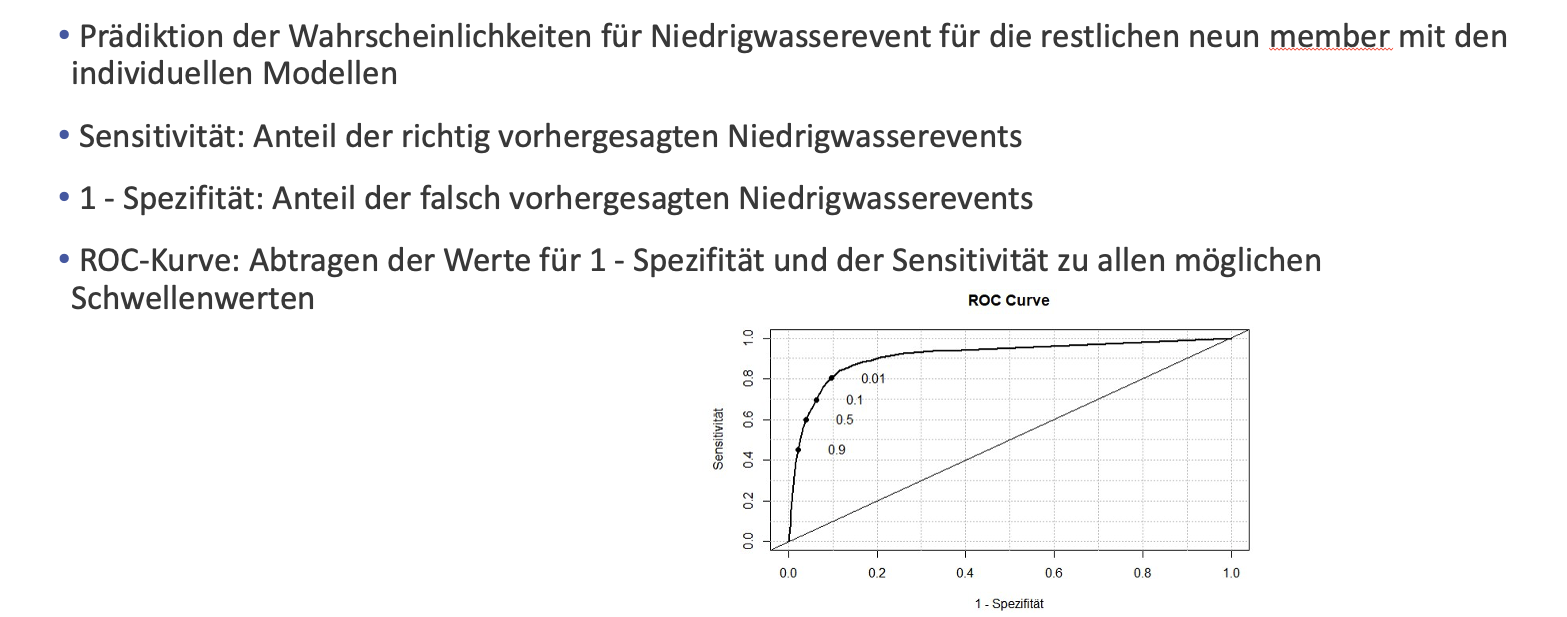 • Prädiktion der Wahrscheinlichkeiten für Niedrigwasserevent für die restlichen neun member mit den
individuellen Modellen
• Sensitivität: Anteil der richtig vorhergesagten Niedrigwasserevents
• 1 - Spezifität: Anteil der falsch vorhergesagten Niedrigwasserevents
• ROC-Kurve: Abtragen der Werte für 1 - Spezifität und der Sensitivität zu allen möglichen
Schwellenwerten
ROC Curve
Sensitivität
1.0
0.8
0.6
0.4
0.2
0.0
0.01
0.1
0.5
0.9
0.0 0.2 0.4 0.6 0.8 1.0
1 - Spezifität